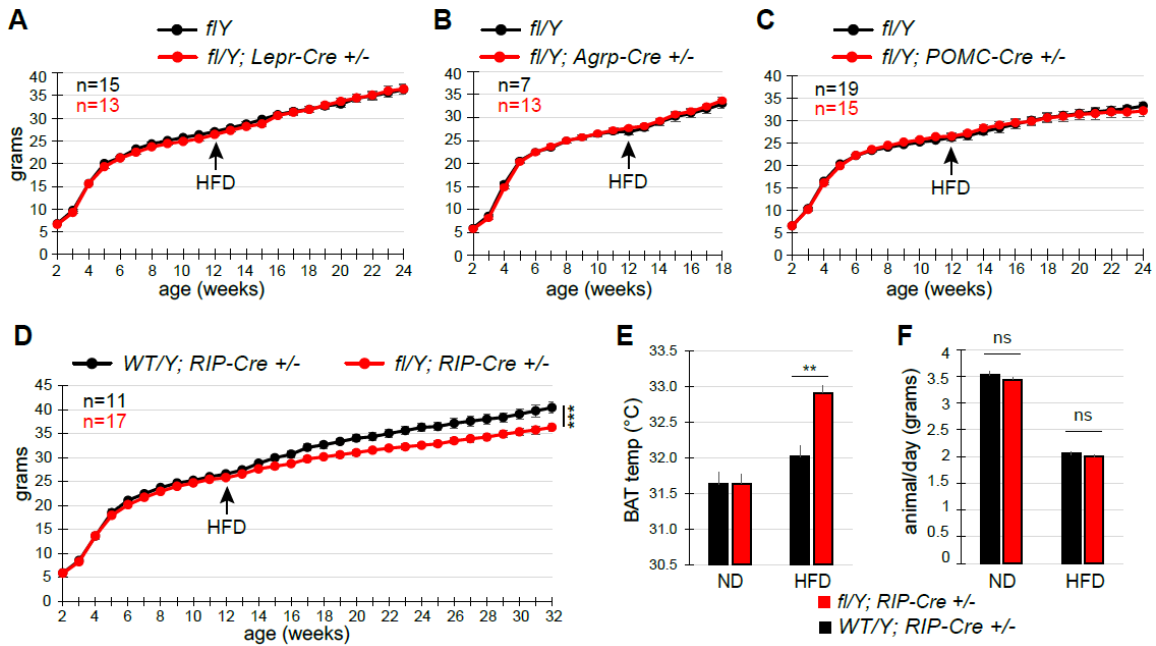 A
fl/Y
fl/Y; Lepr-Cre +/-
n=15
n=13
40
35
30
25
20
15
10
5
0
grams
HFD
2 4 6 8 10 12 14 16 18 20 22 24
age (weeks)
B
fl/Y
fl/Y; Agrp-Cre +/-
n=7
n=13
40
35
30
25
20
15
10
5
0
HFD
2 4 6 8 10 12 14 16 18
age (weeks)
C
fl/Y
fl/Y; POMC-Cre +/-
n=19
n=15
40
35
30
25
20
15
10
5
0
HFD
2 4 6 8 10 12 14 16 18 20 22 24
age (weeks)
D
WT/Y; RIP-Cre +/-
fl/Y; RIP-Cre +/-
n=11
n=17
45
40
35
30
25
20
15
10
5
0
grams
HFD
***
2 4 6 8 10 12 14 16 18 20 22 24 26 28 30 32
age (weeks)
E
33.5
33.0
32.5
32.0
31.5
31.0
30.5
BAT temp (°C)
**
ND HFD
F
4
3.5
3
2.5
2
1.5
1
0.5
0
animal/day (grams)
ns
ns
ND HFD
fl/Y; RIP-Cre +/-
WT/Y; RIP-Cre +/-